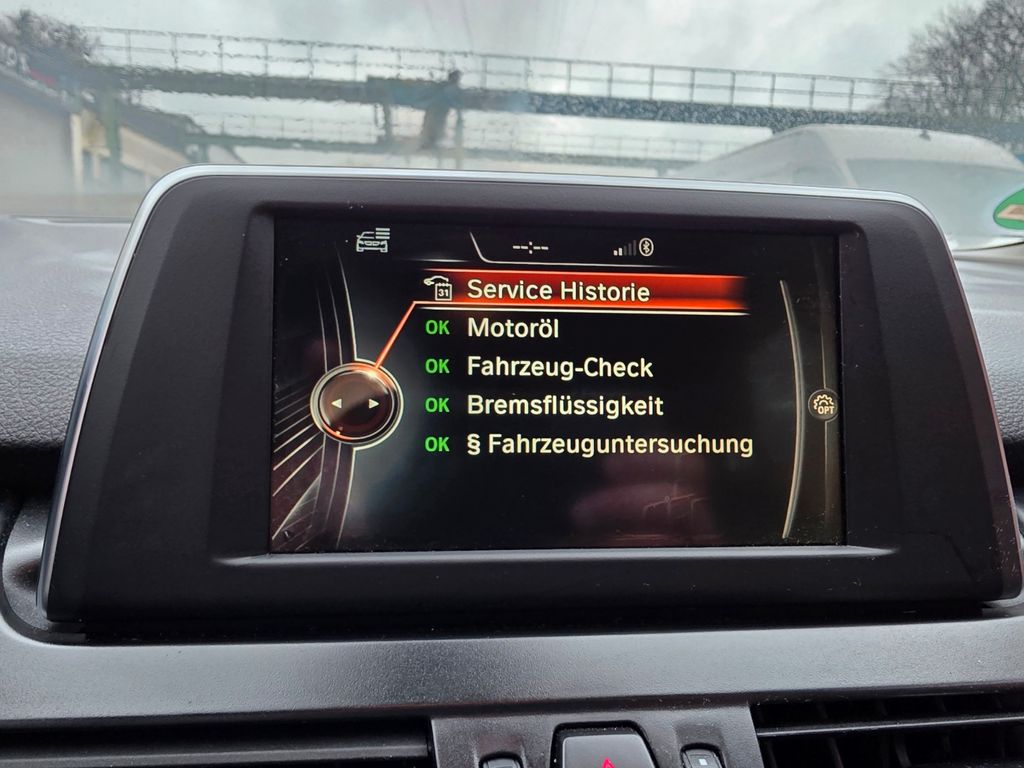 --:--
31 Service Historie
OK Motoröl
OK Fahrzeug-Check
OK Bremsflüssigkeit
OK § Fahrzeuguntersuchung
OPT